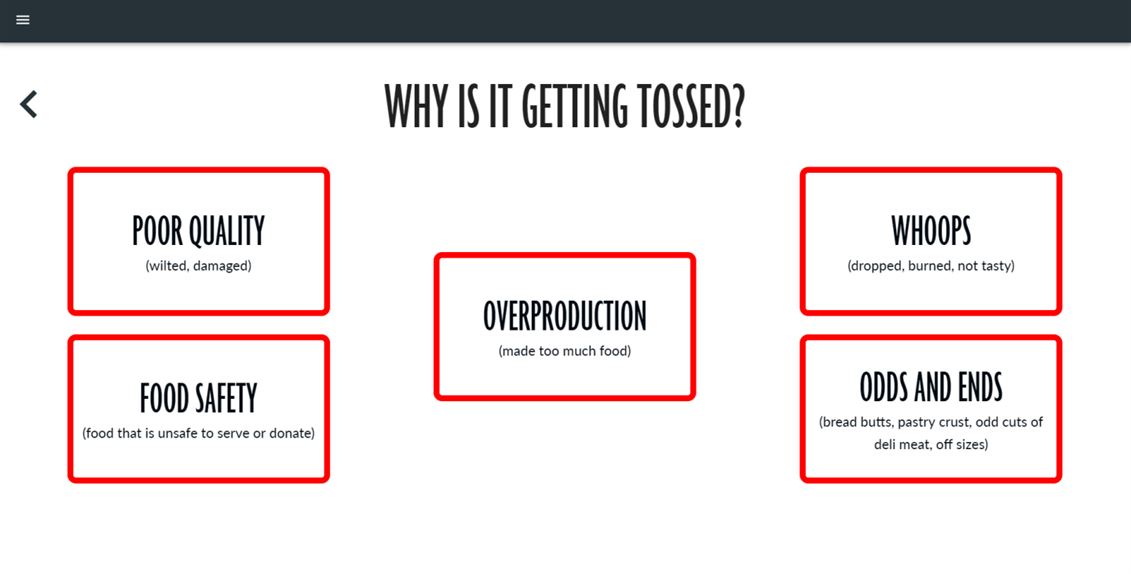 WHY IS IT GETTING TOSSED?
POOR QUALITY
(wilted, damaged)
FOOD SAFETY
(food that is unsafe to serve or donate)
OVERPRODUCTION
(made too much food)
WHOOPS
(dropped, burned, not tasty)
ODDS AND ENDS
(bread butts, pastry crust, odd cuts of
deli meat, off sizes)